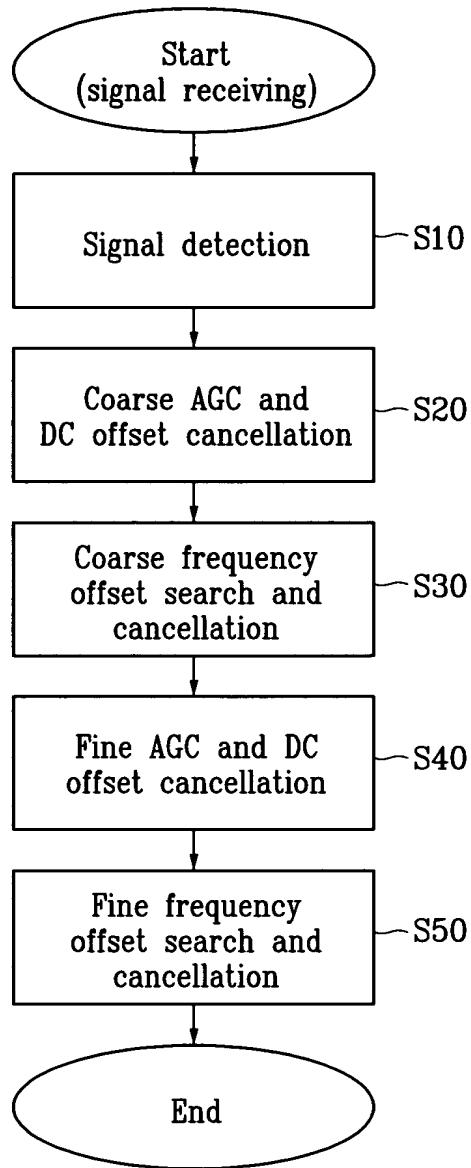 Start
(signal receiving)
Signal detection
S10
Coarse AGC and
DC offset cancellation
S20
Coarse frequency
offset search and
cancellation
S30
Fine AGC and DC
offset cancellation
S40
Fine frequency
offset search and
cancellation
S50
End